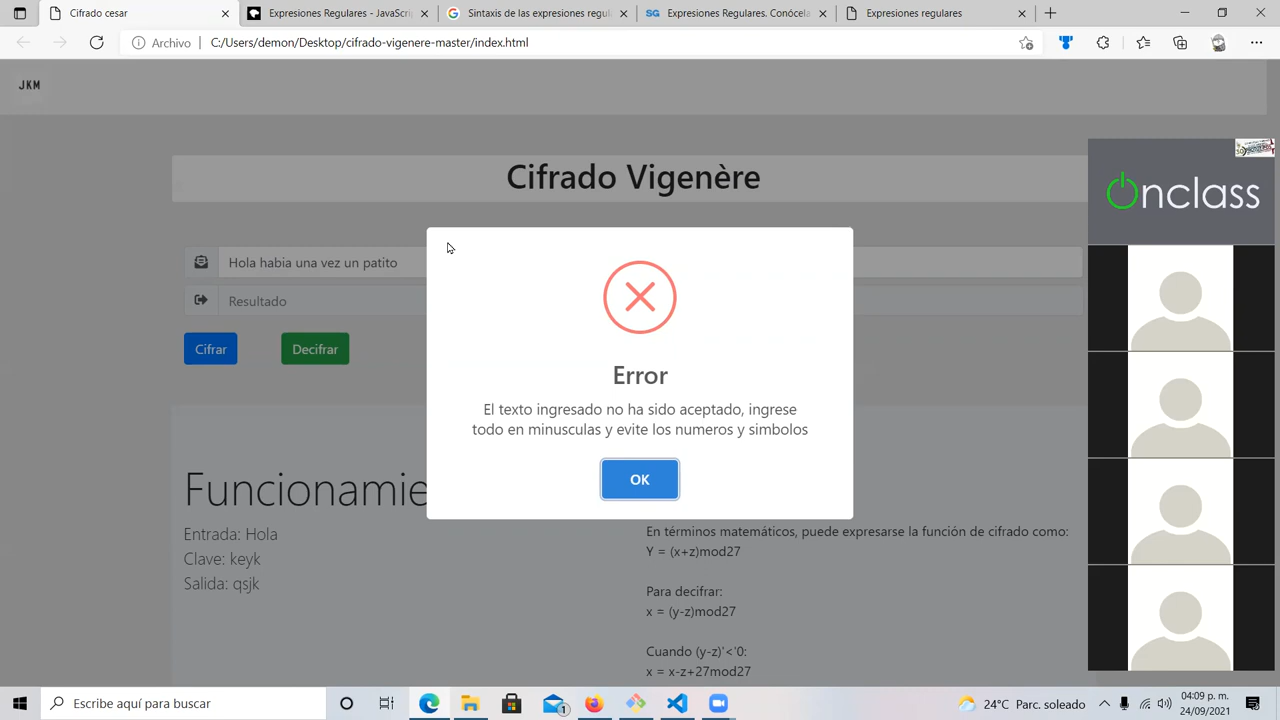 Cifrado cesar
Expresiones Regulares - JavaScrip
Sintaxis de las expresiones regul
SG Expresiones Regulares. Conócela
Expresiones regulares
Archivo C:/Users/demon/Desktop/cifrado-vigenere-master/index.html
JKM
Cifrado Vigenère
Onclass
Hola habia una vez un patito
Resultado
Cifrar
Decifrar
Error
El texto ingresado no ha sido aceptado, ingrese
todo en minusculas y evite los numeros y simbolos
OK
Funcionamie
Entrada: Hola
Clave: keyk
Salida: qsjk
En términos matemáticos, puede expresarse la función de cifrado como:
Y = (x+z)mod27
Para decifrar:
x = (y-z)mod27
Cuando (y-z)'<'0:
x = x-z+27mod27
Escribe aquí para buscar
1
24°C Parc. soleado
04:09 p. m.
24/09/2021